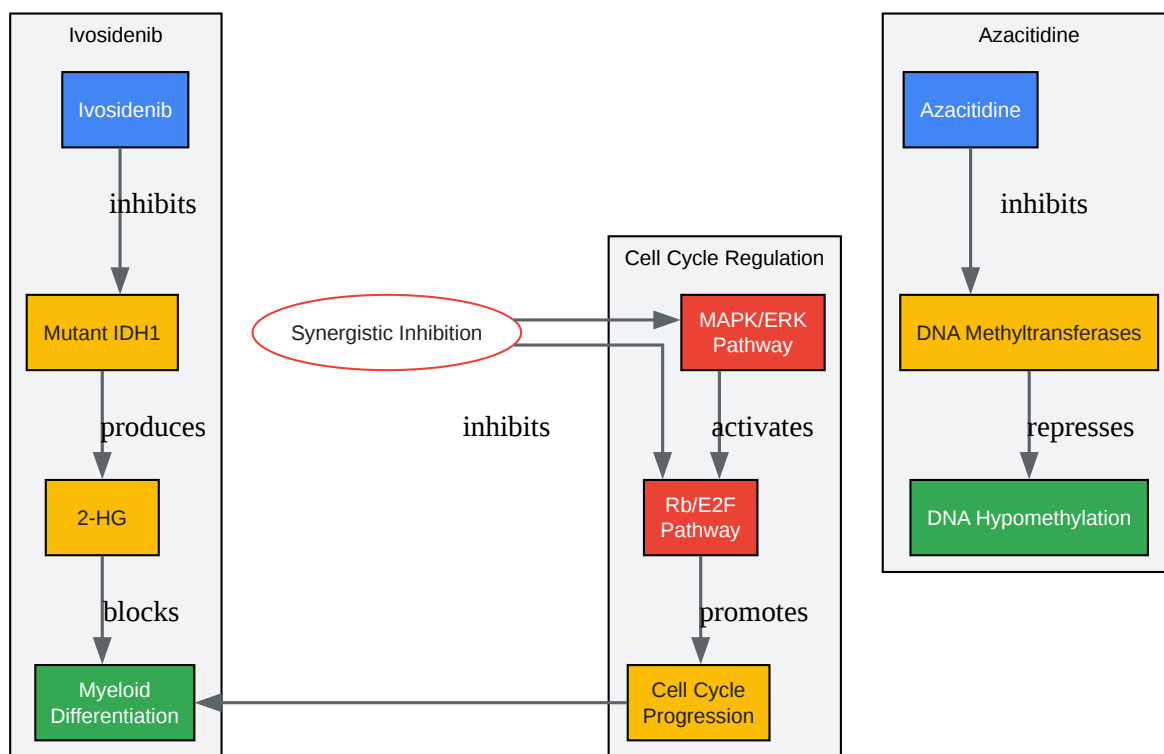 Ivosidenib
Azacitidine
Ivosidenib
Azacitidine
inhibits
inhibits
Cell Cycle Regulation
Mutant IDH1
Synergistic Inhibition
MAPK/ERK
Pathway
DNA Methyltransferases
produces
inhibits
activates
represses
2-HG
Rb/E2F
Pathway
DNA Hypomethylation
blocks
promotes
Myeloid
Differentiation
Cell Cycle
Progression